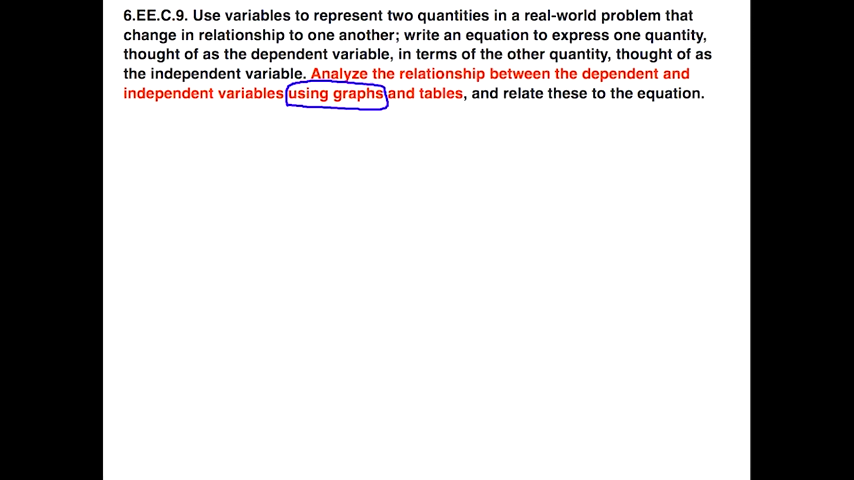 6.EE.C.9. Use variables to represent two quantities in a real-world problem that
change in relationship to one another; write an equation to express one quantity,
thought of as the dependent variable, in terms of the other quantity, thought of as
the independent variable. Analyze the relationship between the dependent and
independent variables using graphs and tables, and relate these to the equation.